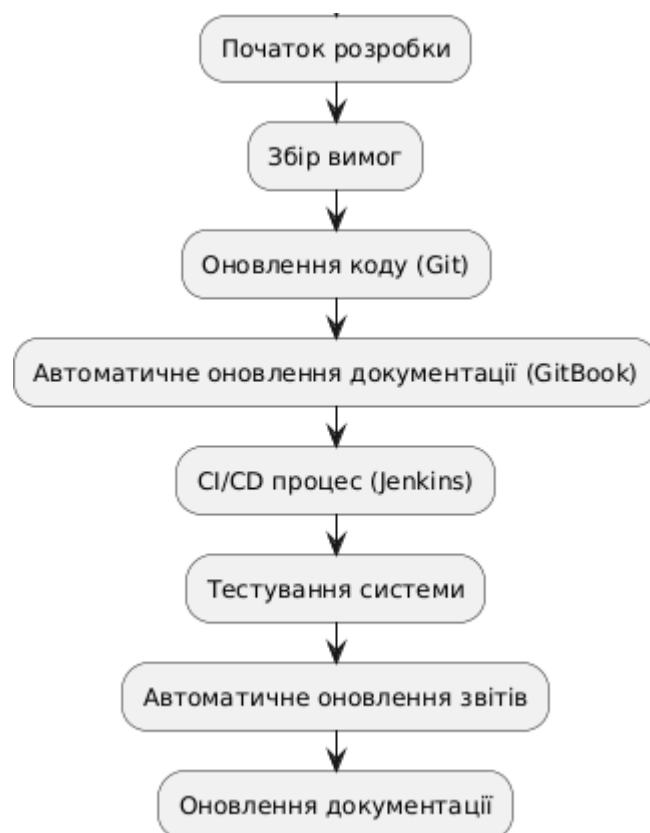 Початок розробки
Збір вимог
Оновлення коду (Git)
Автоматичне оновлення документації (GitBook)
CI/CD процес (Jenkins)
Тестування системи
Автоматичне оновлення звітів
Оновлення документації